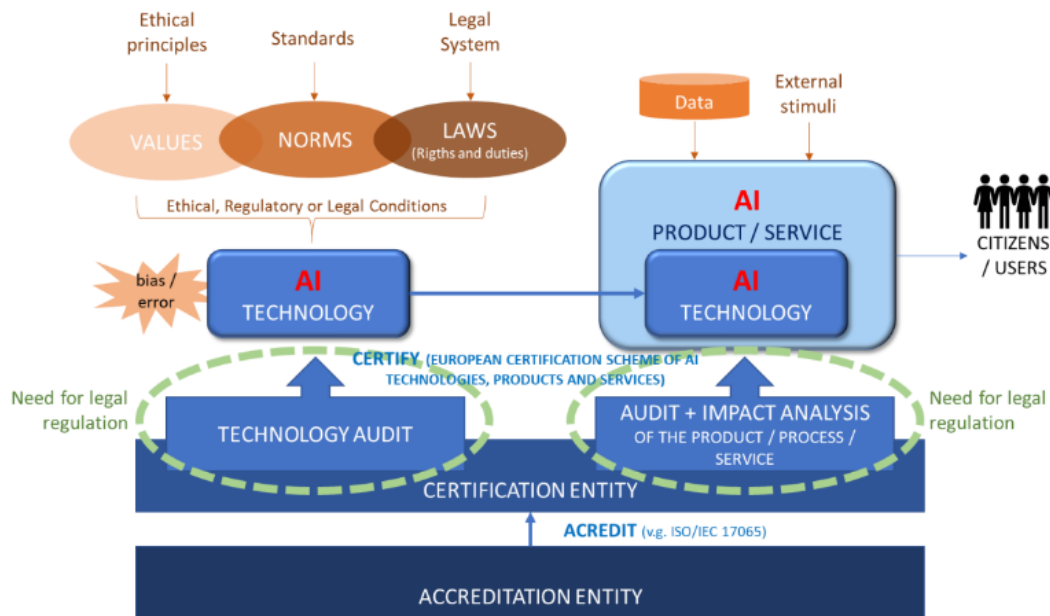 Ethical
principles
Standards
Legal
System
VALUES
NORMS
LAWS
(Rigths and duties)
Ethical, Regulatory or Legal Conditions
Data
External
stimuli
bias /
error
AI
TECHNOLOGY
AI
PRODUCT / SERVICE
AI
TECHNOLOGY
CITIZENS
/ USERS
CERTIFY (EUROPEAN CERTIFICATION SCHEME OF AI
TECHNOLOGIES, PRODUCTS AND SERVICES)
Need for legal
regulation
TECHNOLOGY AUDIT
AUDIT + IMPACT ANALYSIS
OF THE PRODUCT / PROCESS /
SERVICE
Need for legal
regulation
CERTIFICATION ENTITY
ACREDIT (v.g. ISO/IEC 17065)
ACCREDITATION ENTITY